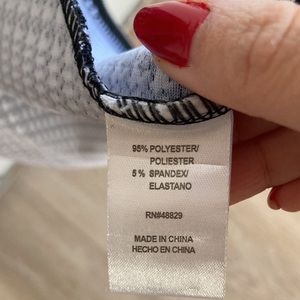 95% POLYESTER/
POLIESTER
5% SPANDEX/
ELASTANO
RN#48829
MADE IN CHINA
HECHO EN CHINA